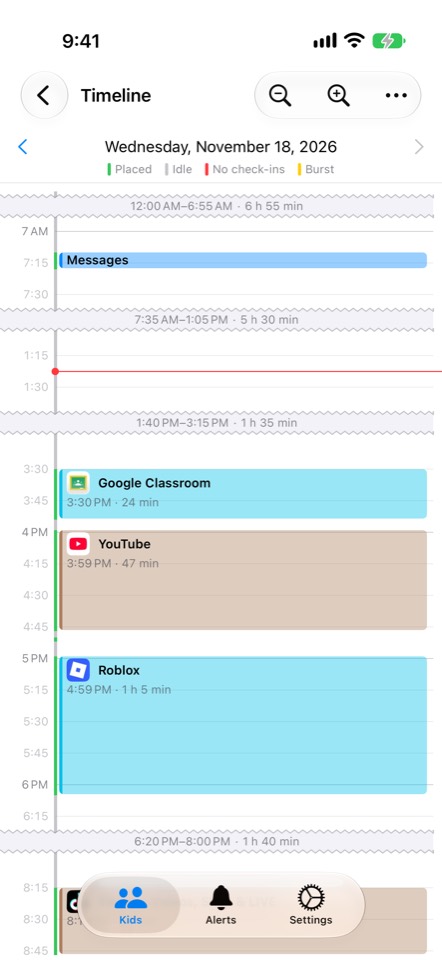 9:41
Timeline
Wednesday, November 18, 2026
Placed Idle No check-ins Burst
12:00 AM–6:55 AM · 6 h 55 min
7 AM
Messages
7:15
7:30
7:35 AM–1:05 PM · 5 h 30 min
1:15
1:30
1:40 PM–3:15 PM · 1 h 35 min
3:30
Google Classroom
3:45
3:30 PM · 24 min
4 PM
YouTube
4:15
3:59 PM · 47 min
4:30
4:45
5 PM
Roblox
5:15
4:59 PM · 1 h 5 min
5:30
5:45
6 PM
6:15
6:20 PM–8:00 PM · 1 h 40 min
8:15
8:30
Kids
Alerts
Settings
8:45